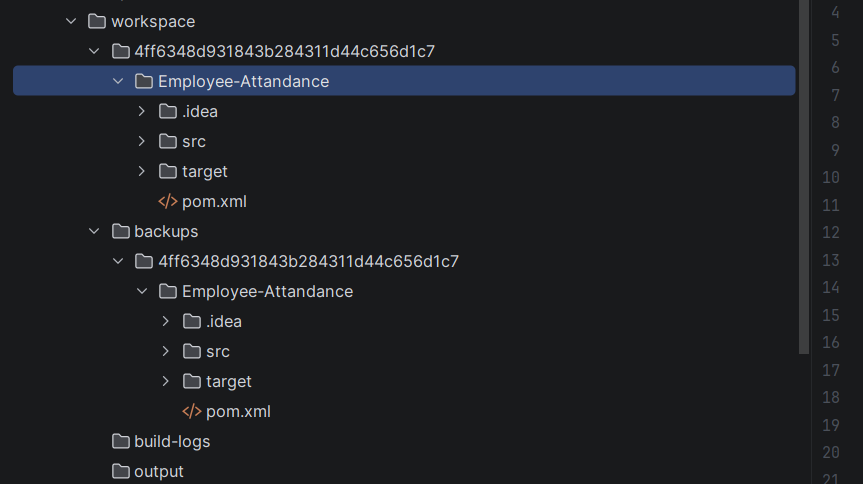 workspace
4ff6348d931843b284311d44c656d1c7
Employee-Attandance
.idea
src
target
</> pom.xml
backups
4ff6348d931843b284311d44c656d1c7
Employee-Attandance
.idea
src
target
</> pom.xml
build-logs
output
4
5
6
7
8
9
10
11
12
13
14
15
16
17
18
19
20
21